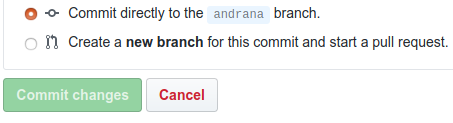 Commit directly to the andrana branch.
Create a new branch for this commit and start a pull request.
Commit changes Cancel